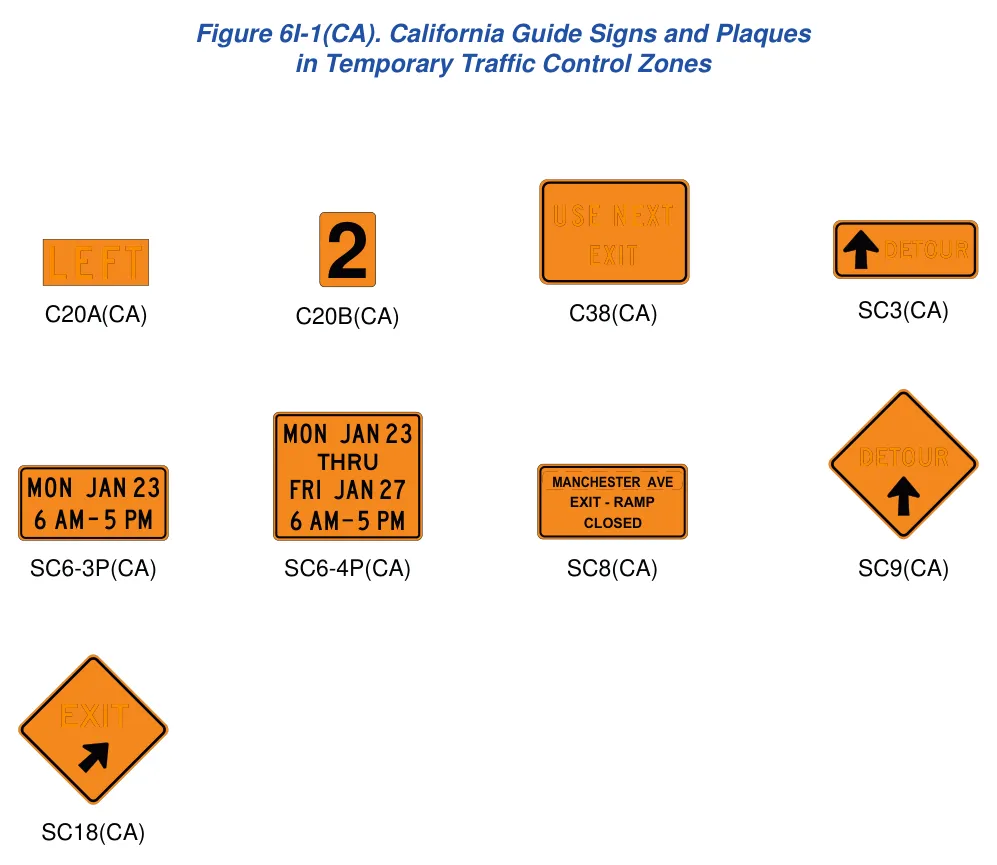 Figure 6I-1(CA). California Guide Signs and Plaques
in Temporary Traffic Control Zones
LEFT
C20A(CA)
2
C20B(CA)
USE NEXT
EXIT
C38(CA)
DETOUR
SC3(CA)
MON JAN 23
6 AM-5 PM
SC6-3P(CA)
MON JAN 23
THRU
FRI JAN 27
6 AM-5 PM
SC6-4P(CA)
MANCHESTER AVE
EXIT - RAMP
CLOSED
SC8(CA)
DETOUR
SC9(CA)
EXIT
SC18(CA)